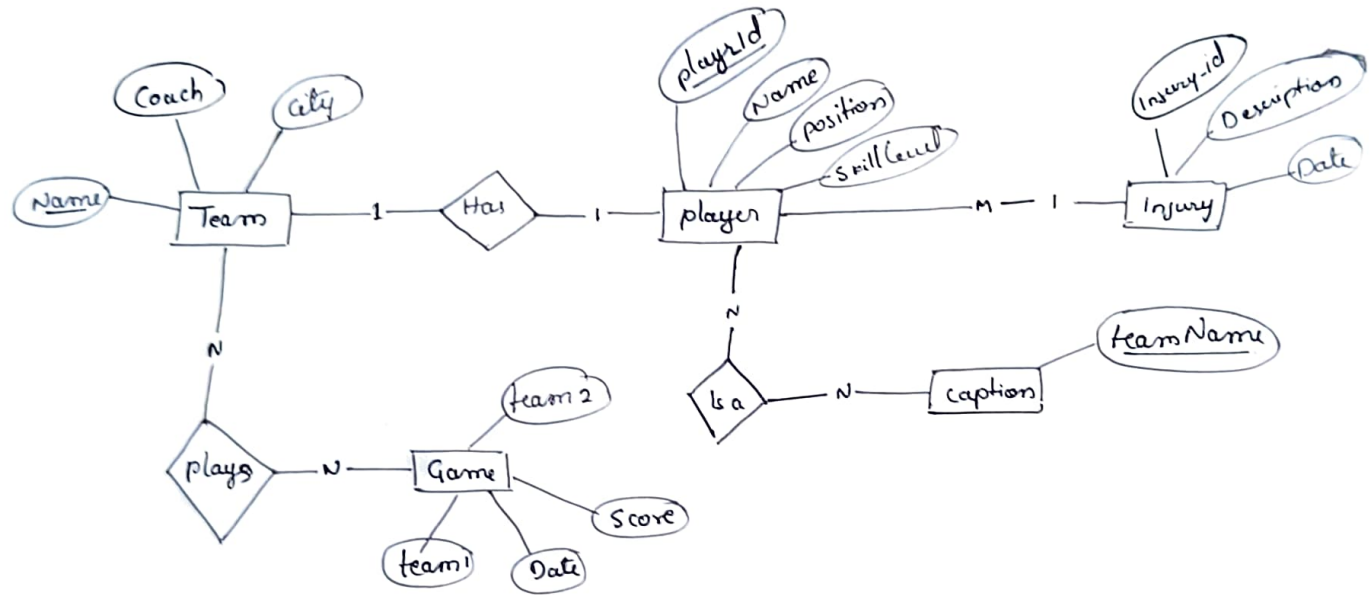 playrId
Name
position
Skill level
Injury-id
Description
Date
Coach
City
Name
Team
1
Has
1
player
M
1
Injury
N
N
Is a
N
caption
teamName
plays
N
Game
team 2
Score
team1
Date